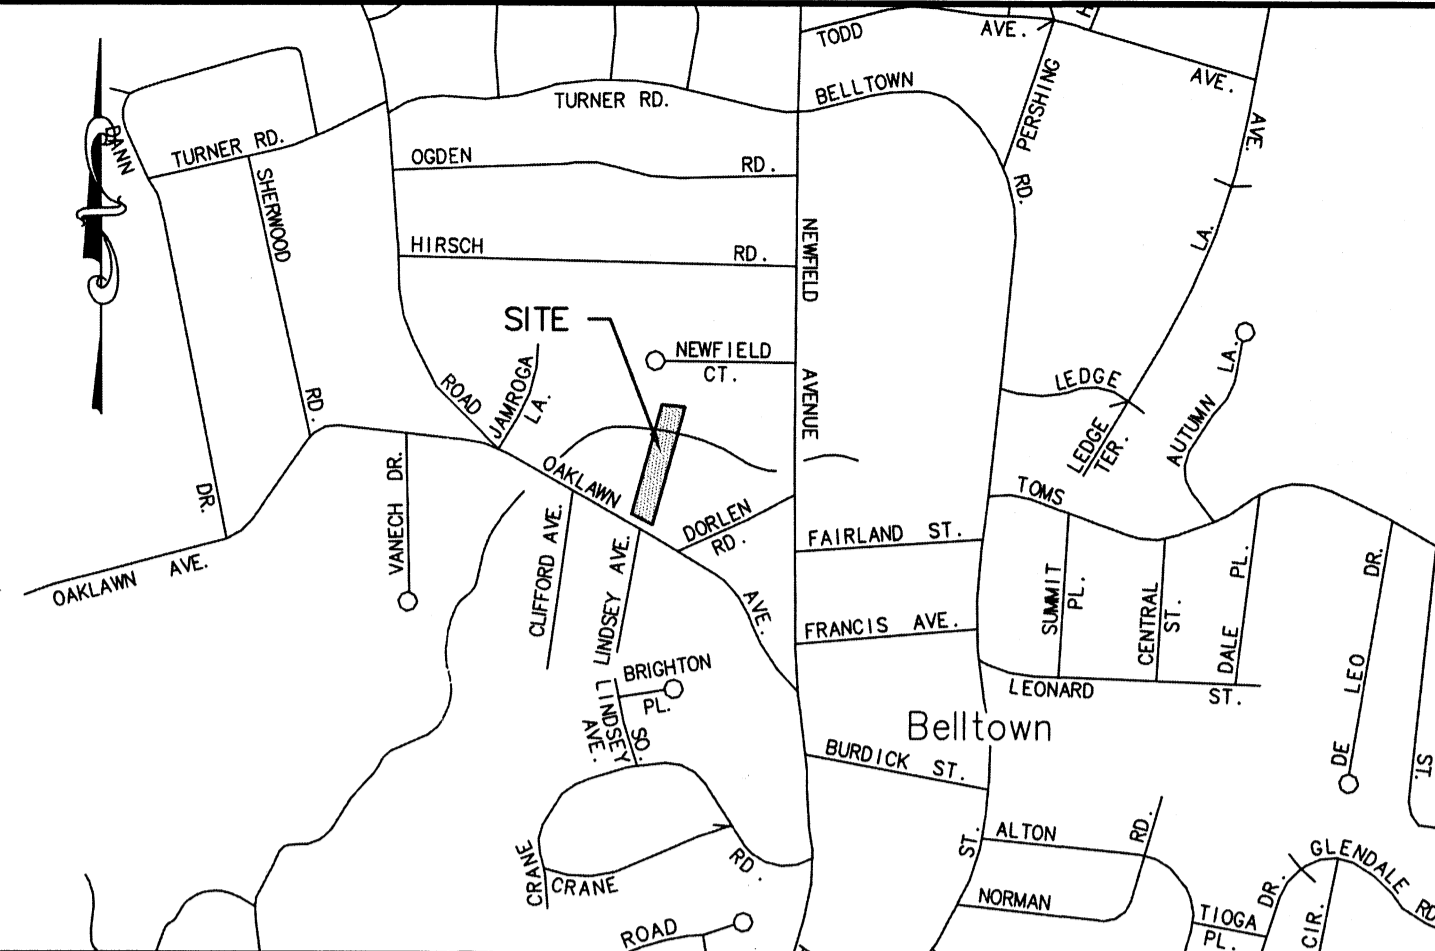 TODD AVE.
H
AVE.
BELLTOWN
PERSHING
RD.
AVE.
LA.
TURNER RD.
DANN
TURNER RD.
OGDEN RD.
SHERWOOD
RD.
HIRSCH RD.
NEWFIELD
AVENUE
SITE
NEWFIELD
CT.
ROAD
JAMROGA
LA.
LEDGE
LEDGE
TER.
AUTUMN LA.
OAKLAWN
DR.
VANECH DR.
CLIFFORD AVE.
DORLEN
RD.
TOMS
FAIRLAND ST.
OAKLAWN AVE.
LINDSEY AVE.
AVE.
FRANCIS AVE.
SUMMIT
PL.
CENTRAL
ST.
DALE PL.
DE LEO DR.
BRIGHTON
PL.
LEONARD ST.
SO.
LINDSEY
AVE.
Belltown
BURDICK ST.
ST.
ST.
ALTON RD.
CRANE
CRANE RD.
NORMAN
GLENDALE RD
DR.
CIR.
TIOGA
PL.
ROAD